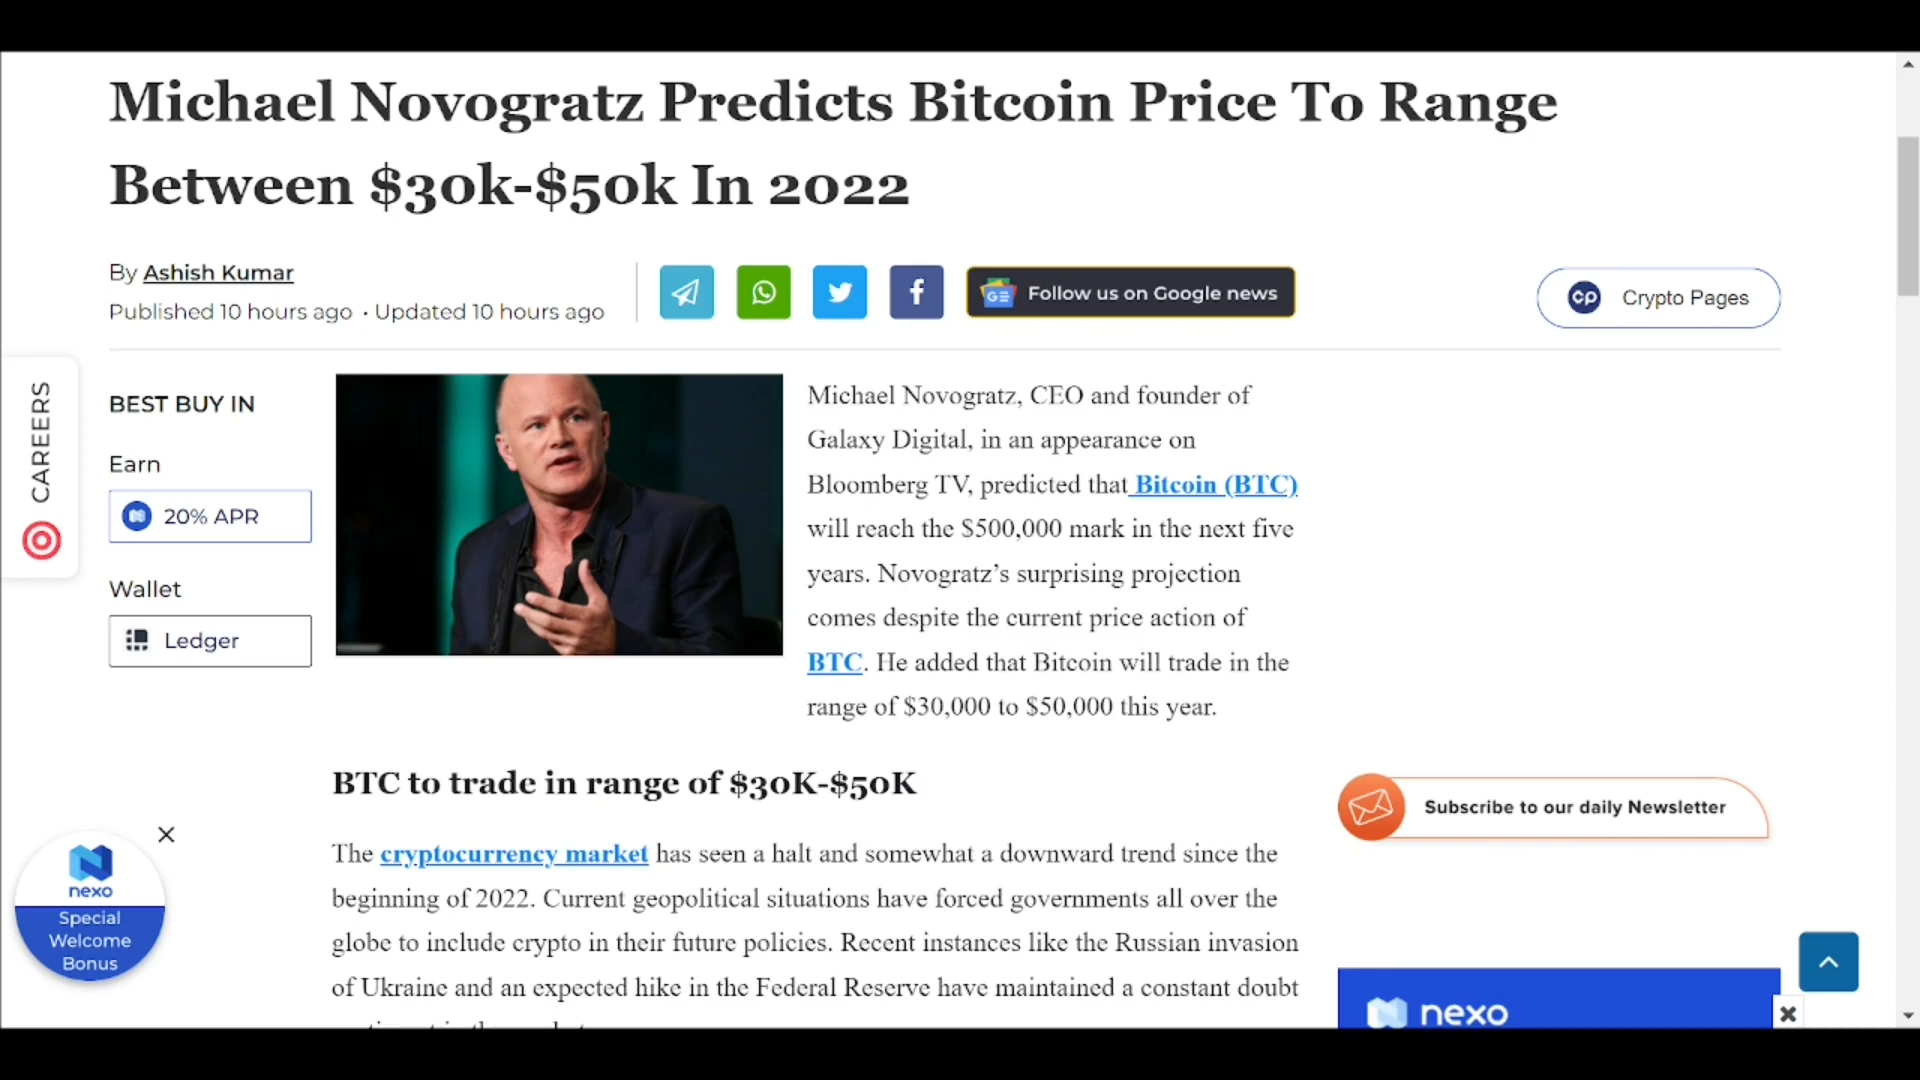 Michael Novogratz Predicts Bitcoin Price To Range
Between $30k-$50k In 2022
By Ashish Kumar
Published 10 hours ago • Updated 10 hours ago
Follow us on Google news
Crypto Pages
CAREERS
BEST BUY IN
Earn
20% APR
Wallet
Ledger
Michael Novogratz, CEO and founder of
Galaxy Digital, in an appearance on
Bloomberg TV, predicted that Bitcoin (BTC)
will reach the $500,000 mark in the next five
years. Novogratz’s surprising projection
comes despite the current price action of
BTC. He added that Bitcoin will trade in the
range of $30,000 to $50,000 this year.
BTC to trade in range of $30K-$50K
The cryptocurrency market has seen a halt and somewhat a downward trend since the
beginning of 2022. Current geopolitical situations have forced governments all over the
globe to include crypto in their future policies. Recent instances like the Russian invasion
of Ukraine and an expected hike in the Federal Reserve have maintained a constant doubt
Subscribe to our daily Newsletter
nexo
Special
Welcome
Bonus
nexo